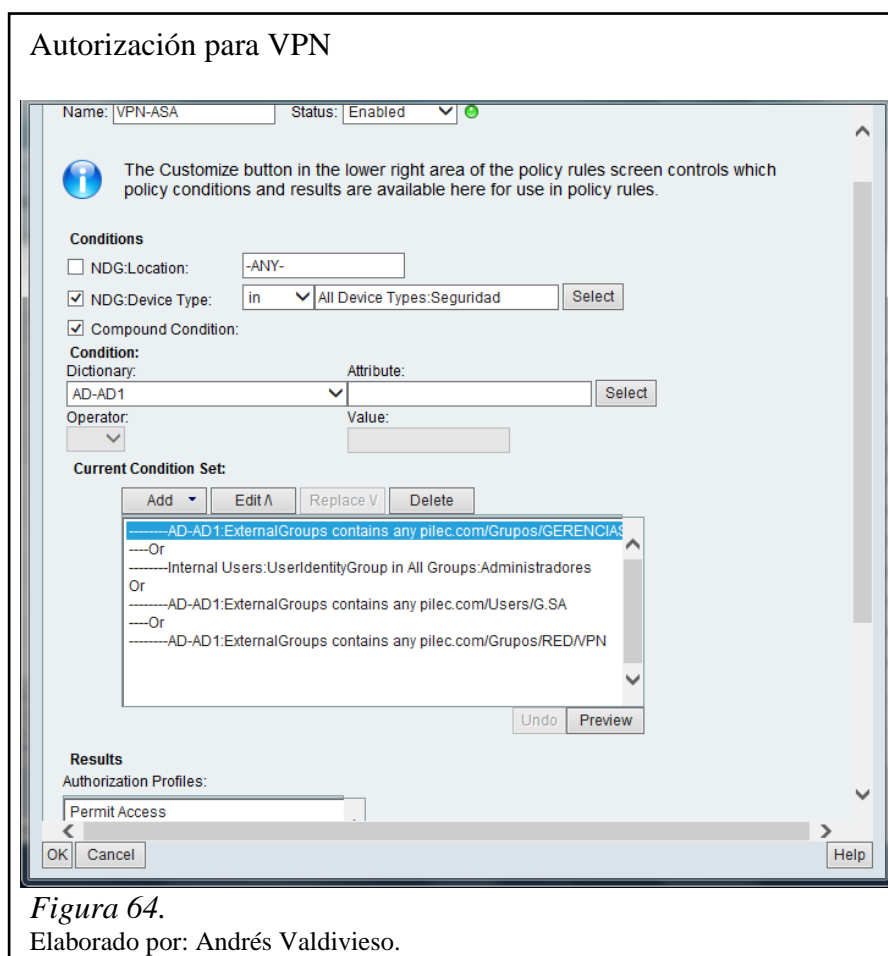 Autorización para VPN
Name: VPN-ASA Status: Enabled
The Customize button in the lower right area of the policy rules screen controls which
policy conditions and results are available here for use in policy rules.
Conditions
NDG:Location: -ANY-
NDG:Device Type: in All Device Types:Seguridad Select
Compound Condition:
Condition:
Dictionary: Attribute:
AD-AD1 Select
Operator: Value:
Current Condition Set:
Add Edit Λ Replace V Delete
--------AD-AD1:ExternalGroups contains any pilec.com/Grupos/GERENCIAS
----Or
--------Internal Users:UserIdentityGroup in All Groups:Administradores
Or
--------AD-AD1:ExternalGroups contains any pilec.com/Users/G.SA
----Or
--------AD-AD1:ExternalGroups contains any pilec.com/Grupos/RED/VPN
Undo Preview
Results
Authorization Profiles:
Permit Access
OK Cancel Help
Figura 64.
Elaborado por: Andrés Valdivieso.